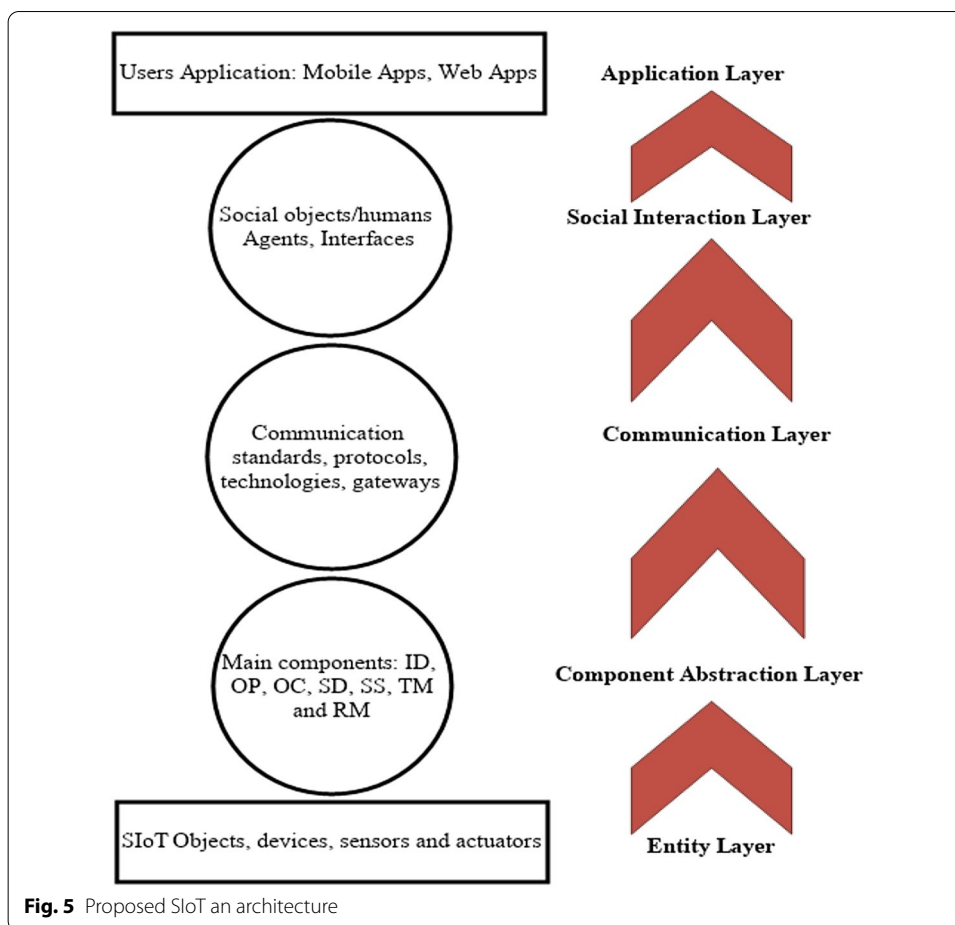 Users Application: Mobile Apps, Web Apps
Application Layer
Social objects/humans
Agents, Interfaces
Social Interaction Layer
Communication
standards, protocols,
technologies, gateways
Communication Layer
Main components: ID,
OP, OC, SD, SS, TM
and RM
Component Abstraction Layer
SIoT Objects, devices, sensors and actuators
Entity Layer
Fig. 5 Proposed SIoT an architecture